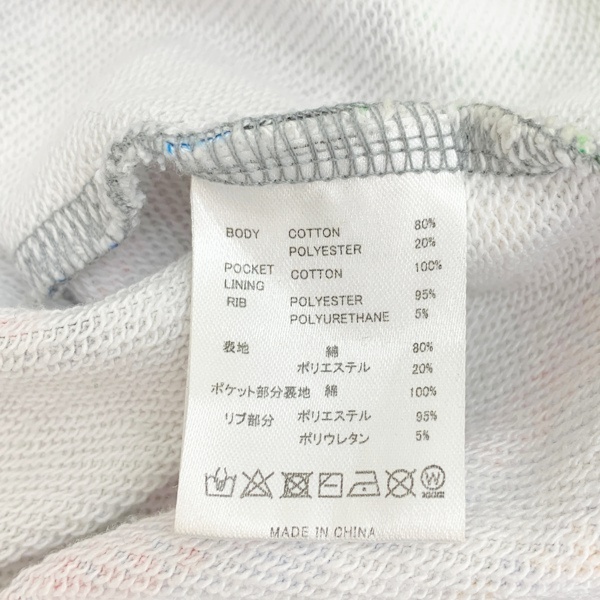 BODY COTTON 80%
POLYESTER 20%
POCKET LINING COTTON 100%
RIB POLYESTER 95%
POLYURETHANE 5%
表地 綿 80%
ポリエステル 20%
ポケット部分裏地 綿 100%
リブ部分 ポリエステル 95%
ポリウレタン 5%
W
MADE IN CHINA